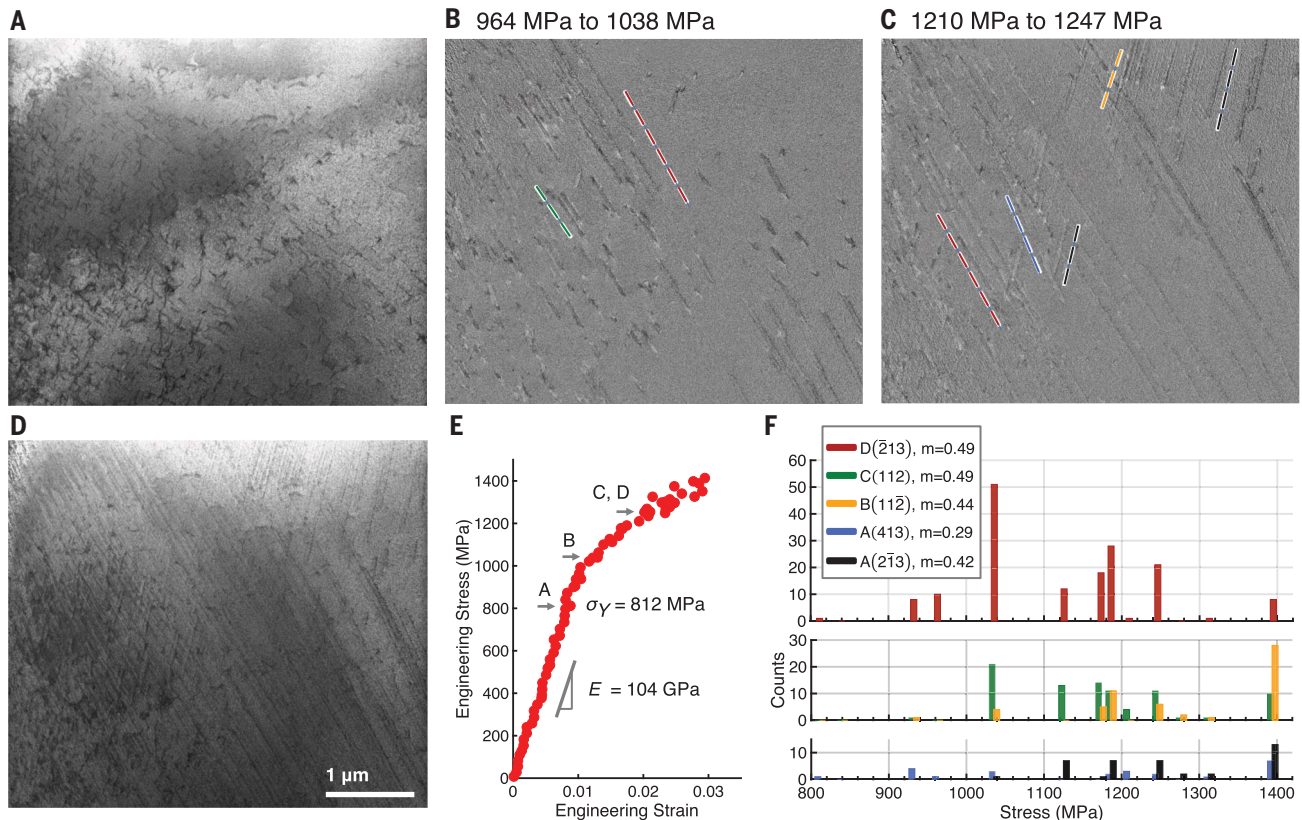 A
B 964 MPa to 1038 MPa
C 1210 MPa to 1247 MPa
D
1 µm
E
Engineering Stress (MPa)
1400
1200
1000
800
600
400
200
0
C, D
B
A
σY = 812 MPa
E = 104 GPa
0 0.01 0.02 0.03
Engineering Strain
F
D(2̅13), m=0.49
C(112), m=0.49
B(112̅), m=0.44
A(413), m=0.29
A(21̅3), m=0.42
60
50
40
30
20
10
0
30
20
10
0
10
0
Counts
800 900 1000 1100 1200 1300 1400
Stress (MPa)